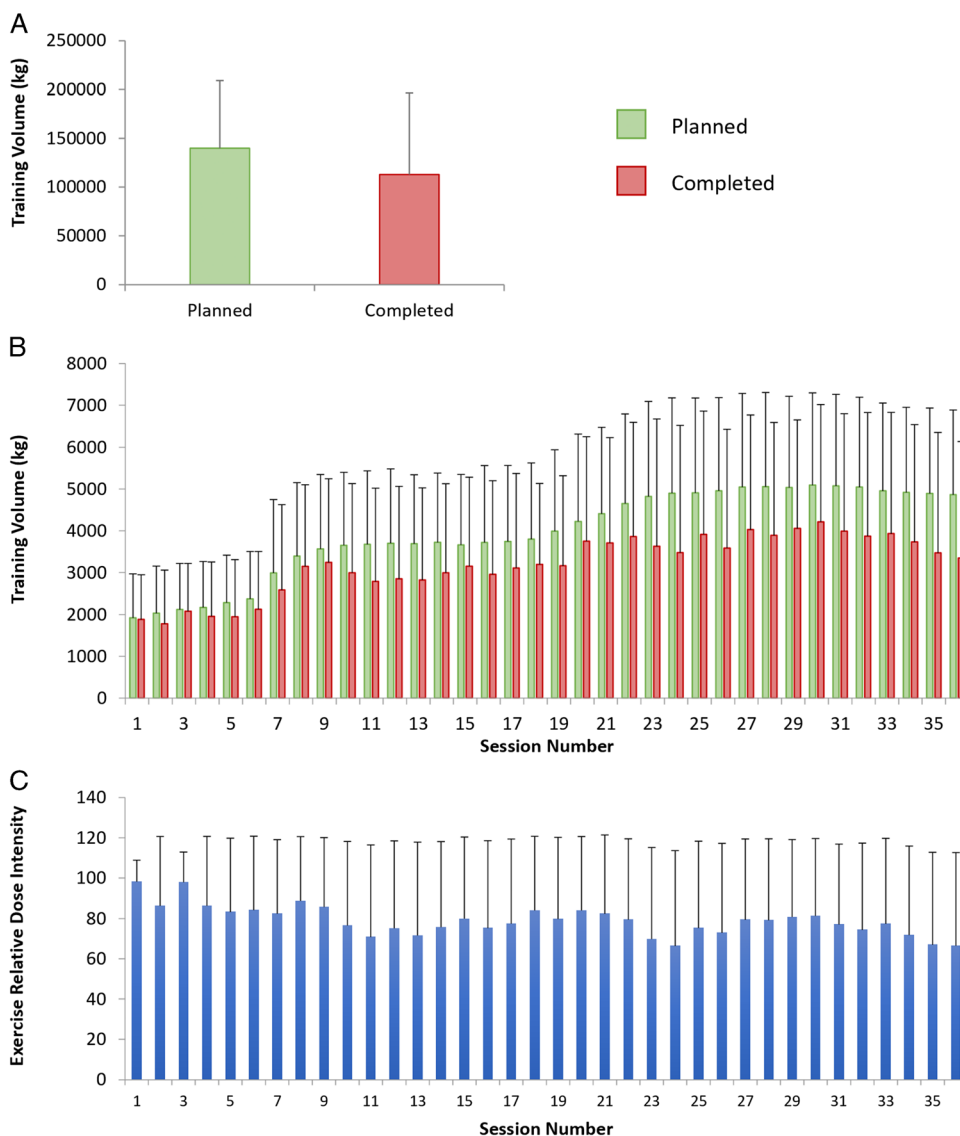 A
Training Volume (kg)
250000
200000
150000
100000
50000
0
Planned
Completed
Planned
Completed
B
Training Volume (kg)
8000
7000
6000
5000
4000
3000
2000
1000
0
1 3 5 7 9 11 13 15 17 19 21 23 25 27 29 31 33 35
Session Number
C
Exercise Relative Dose Intensity
140
120
100
80
60
40
20
0
1 3 5 7 9 11 13 15 17 19 21 23 25 27 29 31 33 35
Session Number